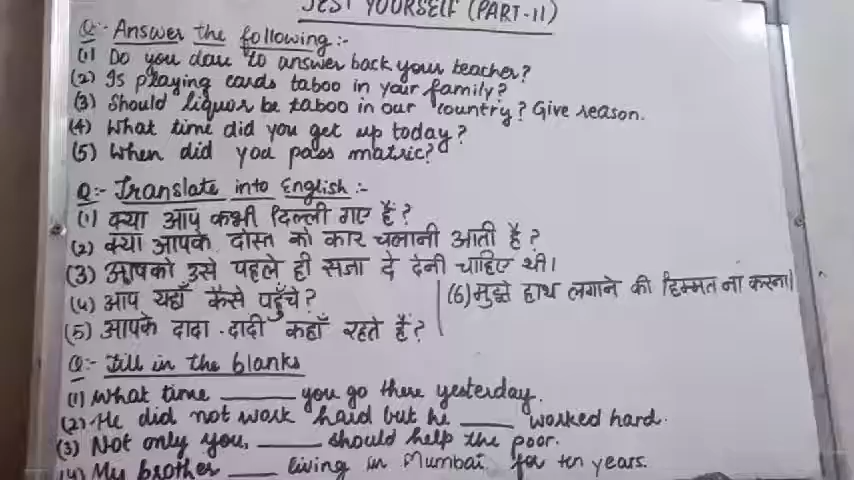 TEST YOURSELF (PART-II)
Q:- Answer the following:-
(1) Do you dare to answer back your teacher?
(2) Is playing cards taboo in your family?
(3) Should liquor be taboo in our country? Give reason.
(4) What time did you get up today?
(5) When did you pass matric?
Q:- Translate into English:-
(1) क्या आप कभी दिल्ली गए हैं?
(2) क्या आपके दोस्त को कार चलानी आती है?
(3) आपको उसे पहले ही सजा दे देनी चाहिए थी।
(4) आप यहाँ कैसे पहुँचे?
(6) मुझे हाथ लगाने की हिम्मत ना करना।
(5) आपके दादा-दादी कहाँ रहते हैं?
Q:- Fill in the blanks
(1) What time ____ you go there yesterday.
(2) He did not work hard but he ____ worked hard.
(3) Not only you, ____ should help the poor.
(4) My brother ____ living in Mumbai for ten years.